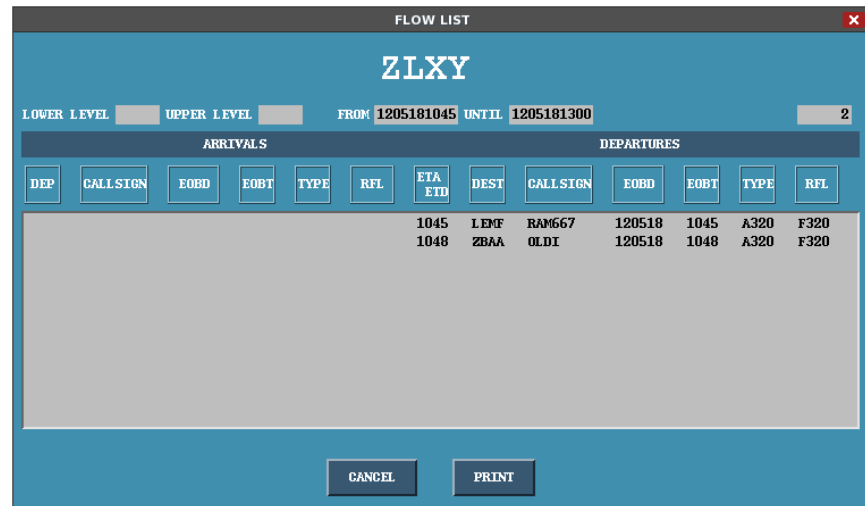 FLOW LIST
ZLXY
LOWER LEVEL UPPER LEVEL FROM 1205181045 UNTIL 1205181300 2
ARRIVALS DEPARTURES
DEP CALLSIGN EOBD EOBT TYPE RFL ETA ETD DEST CALLSIGN EOBD EOBT TYPE RFL
1045 LEMF RAM667 120518 1045 A320 F320
1048 ZBAA OLDI 120518 1048 A320 F320
CANCEL PRINT